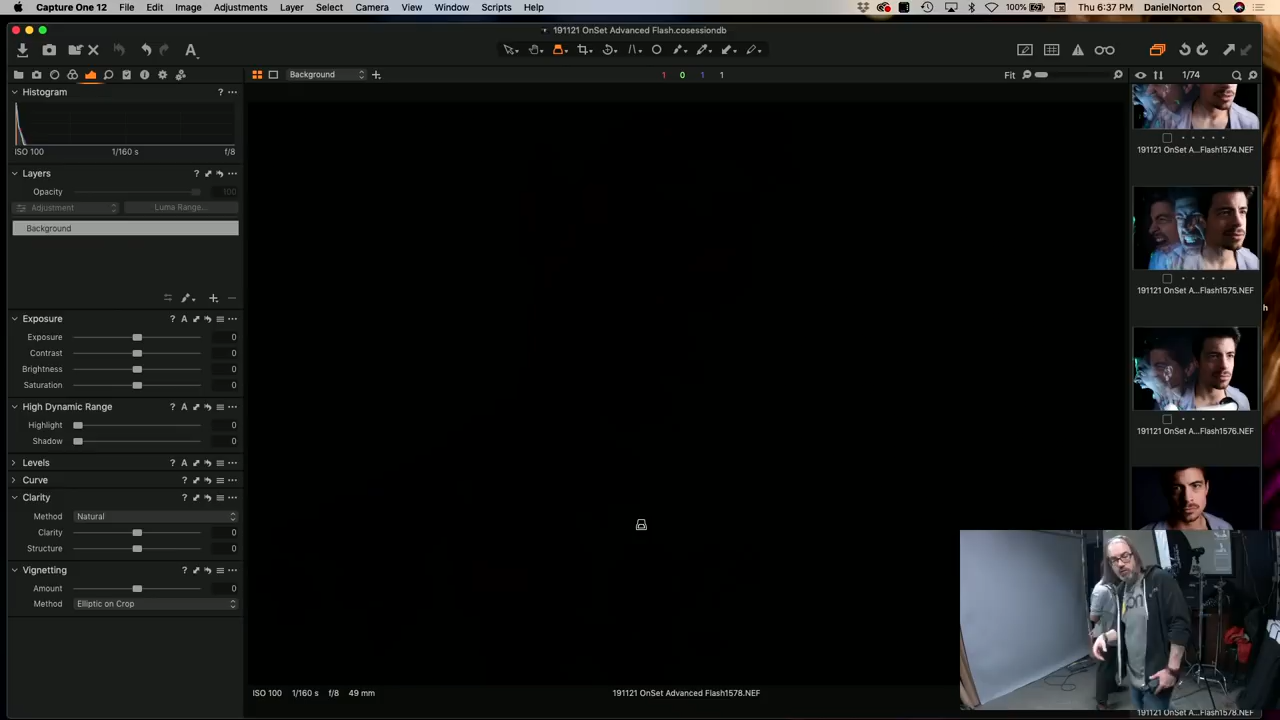 Capture One 12 File Edit Image Adjustments Layer Select Camera View Window Scripts Help 100% Thu 6:37 PM DanielNorton
191121 OnSet Advanced Flash.cosessiondb
Background 1 0 1 1 Fit 1/74
Histogram
ISO 100 1/160 s f/8
Layers
Opacity 100
Adjustment Luma Range...
Background
Exposure
Exposure 0
Contrast 0
Brightness 0
Saturation 0
High Dynamic Range
Highlight 0
Shadow 0
Levels
Curve
Clarity
Method Natural
Clarity 0
Structure 0
Vignetting
Amount 0
Method Elliptic on Crop
ISO 100 1/160 s f/8 49 mm 191121 OnSet Advanced Flash1578.NEF
191121 OnSet A...Flash1574.NEF
191121 OnSet A...Flash1575.NEF
191121 OnSet A...Flash1576.NEF
191121 OnSet A...Flash1578.NEF